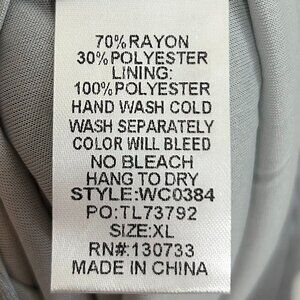 70%RAYON
30%POLYESTER
LINING:
100%POLYESTER
HAND WASH COLD
WASH SEPARATELY
COLOR WILL BLEED
NO BLEACH
HANG TO DRY
STYLE:WC0384
PO:TL73792
SIZE:XL
RN#:130733
MADE IN CHINA